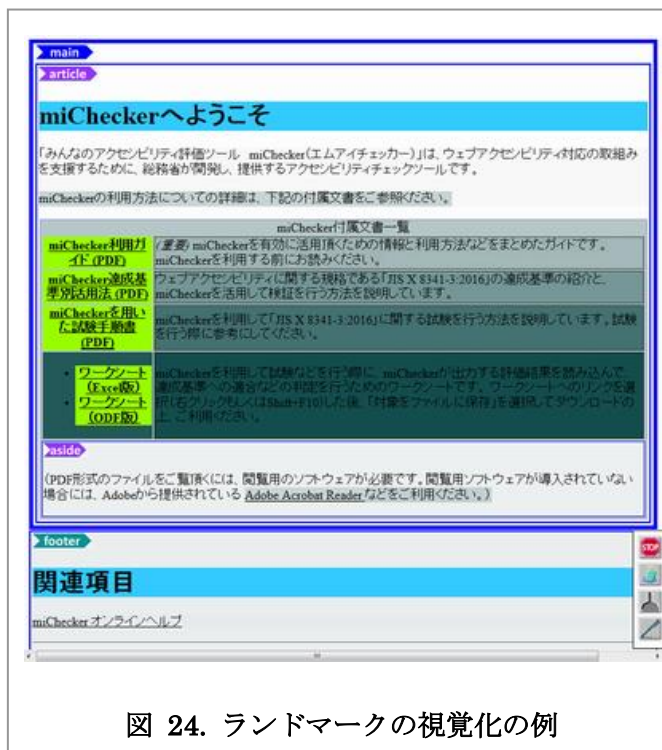 main
article
miCheckerへようこそ
「みんなのアクセシビリティ評価ツール miChecker(エムアイチェッカー)」は、ウェブアクセシビリティ対応の取組み
を支援するために、総務省が開発し、提供するアクセシビリティチェックツールです。
miCheckerの利用方法についての詳細は、下記の付属文書をご参照ください。
miChecker付属文書一覧
miChecker利用ガ
イド (PDF)
(重要) miCheckerを有効に活用頂くための情報と利用方法などをまとめたガイドです。
miCheckerを利用する前にお読みください。
miChecker達成基
準別活用法 (PDF)
ウェブアクセシビリティに関する規格である「JIS X 8341-3:2016」の達成基準の紹介と、
miCheckerを活用して検証を行う方法を説明しています。
miCheckerを用い
た試験手順書
(PDF)
miCheckerを利用して「JIS X 8341-3:2016」に関する試験を行う方法を説明しています。試験
を行う際に参考にしてください。
• ワークシート
(Excel版)
• ワークシート
(ODF版)
miCheckerを利用して試験などを行う際に、miCheckerが出力する評価結果を読み込んで、
達成基準への適合などの判定を行うためのワークシートです。ワークシートへのリンクを選
択(右クリックもしくはShift+F10)した後、「対象をファイルに保存」を選択してダウンロードの
上、ご利用ください。
aside
(PDF形式のファイルをご覧頂くには、閲覧用のソフトウェアが必要です。閲覧用ソフトウェアが導入されていない
場合には、Adobeから提供されている Adobe Acrobat Reader などをご利用ください。)
footer
STOP
関連項目
miChecker オンラインヘルプ
図 24. ランドマークの視覚化の例